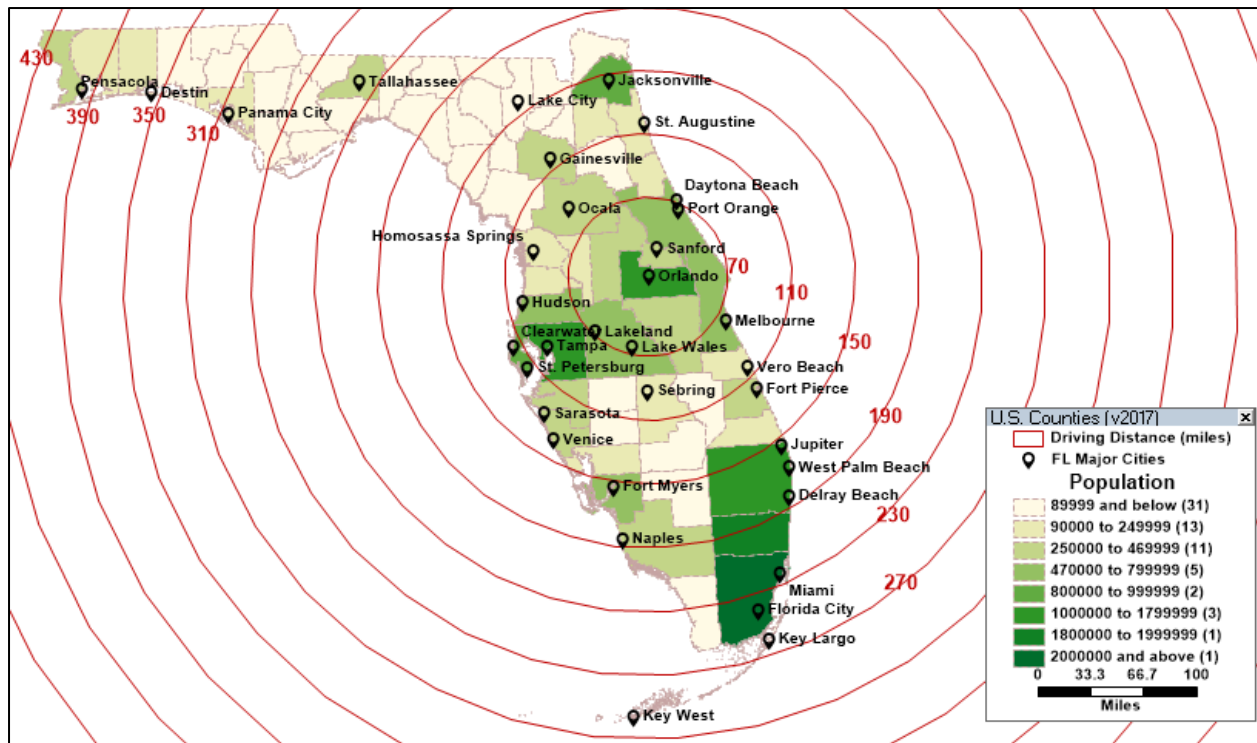 430
Pensacola
Destin
Tallahassee
Jacksonville
390
350
310
Panama City
Lake City
St. Augustine
Gainesville
Daytona Beach
Port Orange
Ocala
Homosassa Springs
Sanford
Orlando
70
110
Hudson
Melbourne
Clearwater
Lakeland
Tampa
Lake Wales
150
St. Petersburg
Vero Beach
Sebring
Fort Pierce
Sarasota
190
Venice
Jupiter
West Palm Beach
Fort Myers
Delray Beach
230
Naples
Miami
270
Florida City
Key Largo
Key West
U.S. Counties (v2017)
Driving Distance (miles)
FL Major Cities
Population
89999 and below (31)
90000 to 249999 (13)
250000 to 469999 (11)
470000 to 799999 (5)
800000 to 999999 (2)
1000000 to 1799999 (3)
1800000 to 1999999 (1)
2000000 and above (1)
0 33.3 66.7 100
Miles